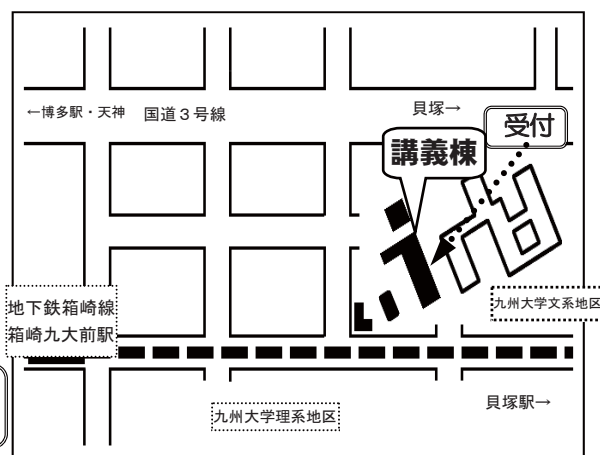 ←博多駅・天神
国道３号線
貝塚→
受付
講義棟
地下鉄箱崎線
箱崎九大前駅
九州大学文系地区
貝塚駅→
九州大学理系地区